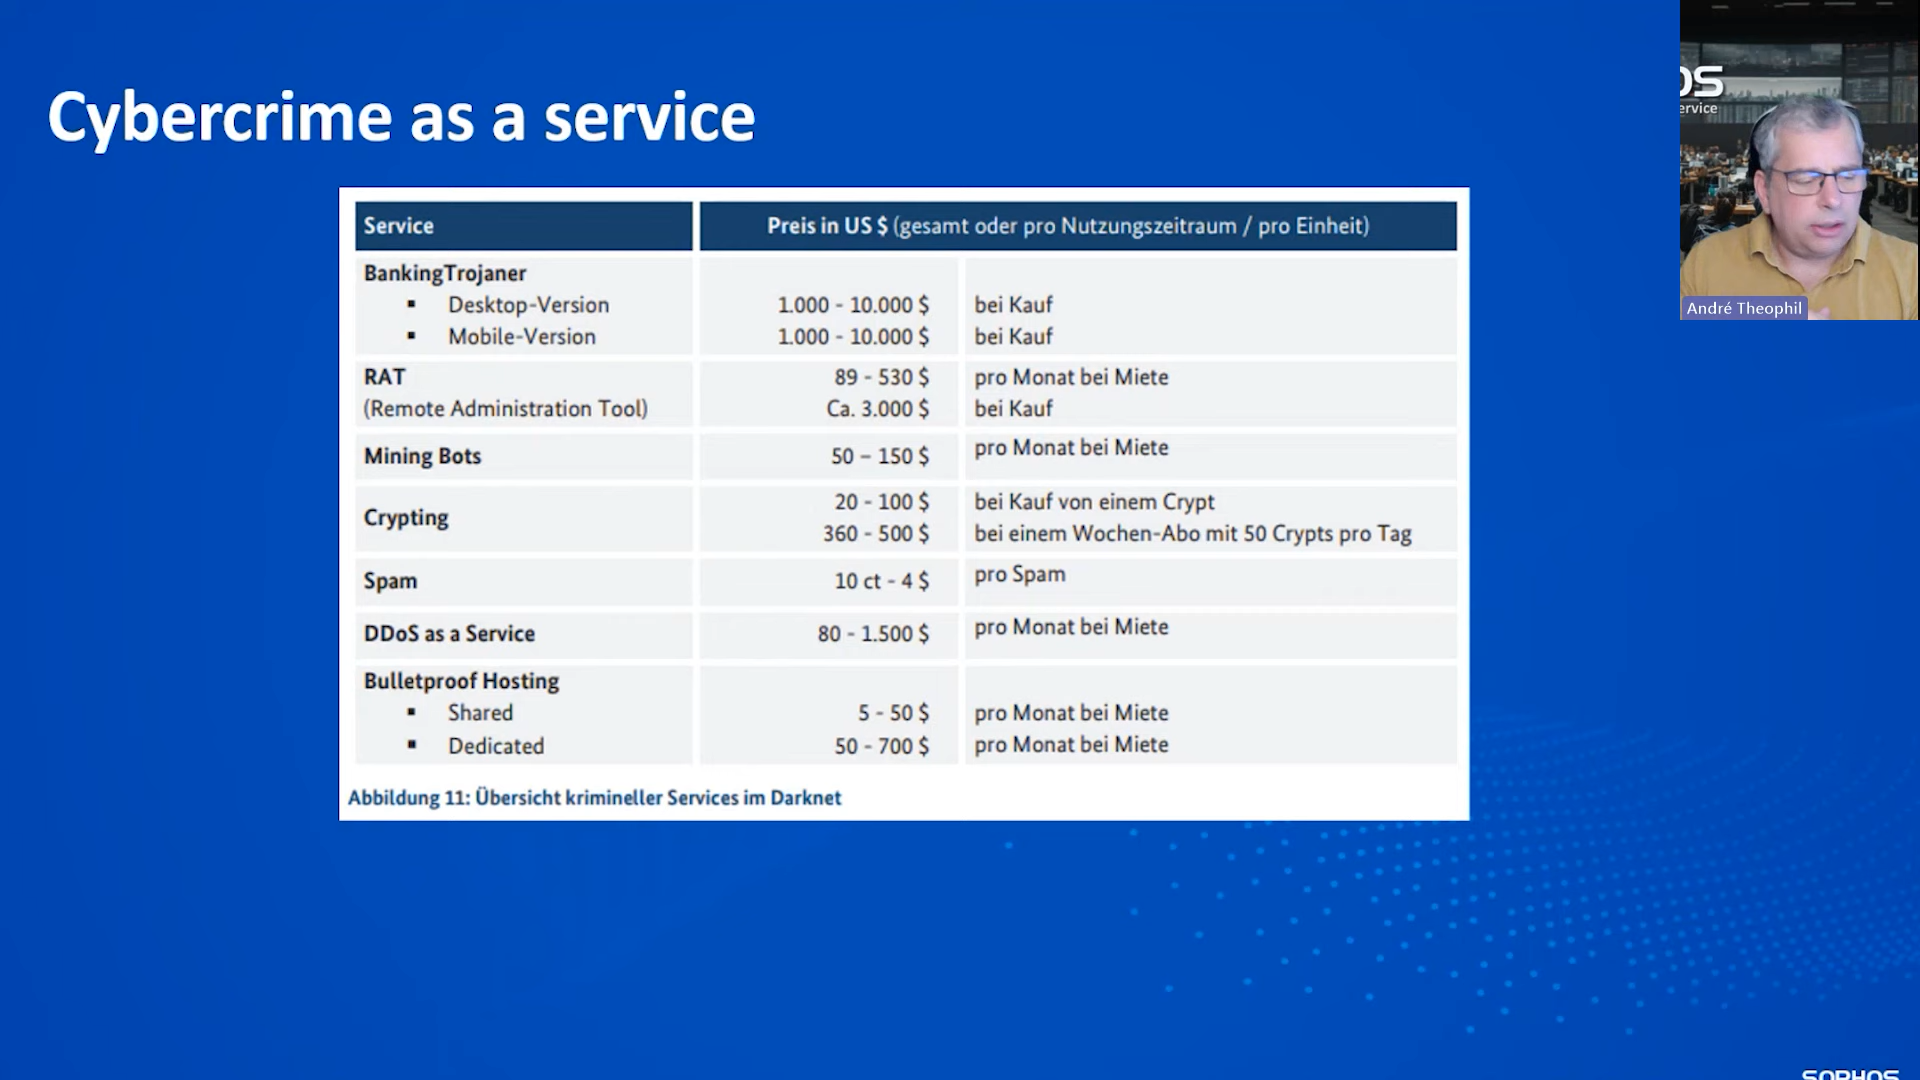 Cybercrime as a service
Service
Preis in US $ (gesamt oder pro Nutzungszeitraum / pro Einheit)
BankingTrojaner
▪ Desktop-Version 1.000 - 10.000 $ bei Kauf
▪ Mobile-Version 1.000 - 10.000 $ bei Kauf
RAT 89 - 530 $ pro Monat bei Miete
(Remote Administration Tool) Ca. 3.000 $ bei Kauf
Mining Bots 50 – 150 $ pro Monat bei Miete
Crypting
20 - 100 $ bei Kauf von einem Crypt
360 - 500 $ bei einem Wochen-Abo mit 50 Crypts pro Tag
Spam 10 ct - 4 $ pro Spam
DDoS as a Service 80 - 1.500 $ pro Monat bei Miete
Bulletproof Hosting
▪ Shared 5 - 50 $ pro Monat bei Miete
▪ Dedicated 50 - 700 $ pro Monat bei Miete
Abbildung 11: Übersicht krimineller Services im Darknet
André Theophil
SOPHOS